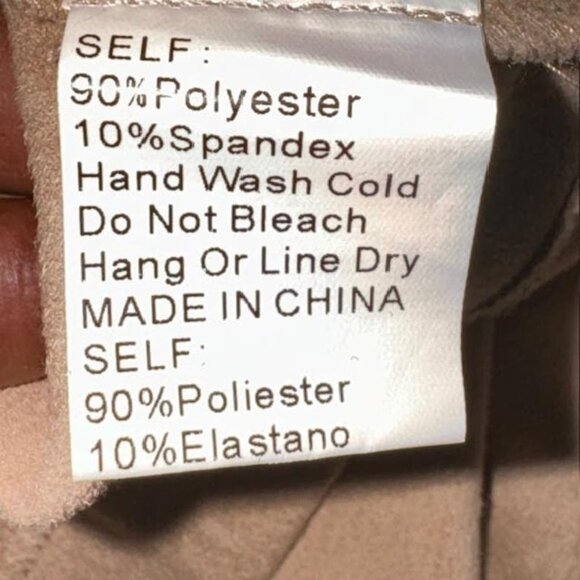 SELF:
90%Polyester
10%Spandex
Hand Wash Cold
Do Not Bleach
Hang Or Line Dry
MADE IN CHINA
SELF:
90%Poliester
10%Elastano